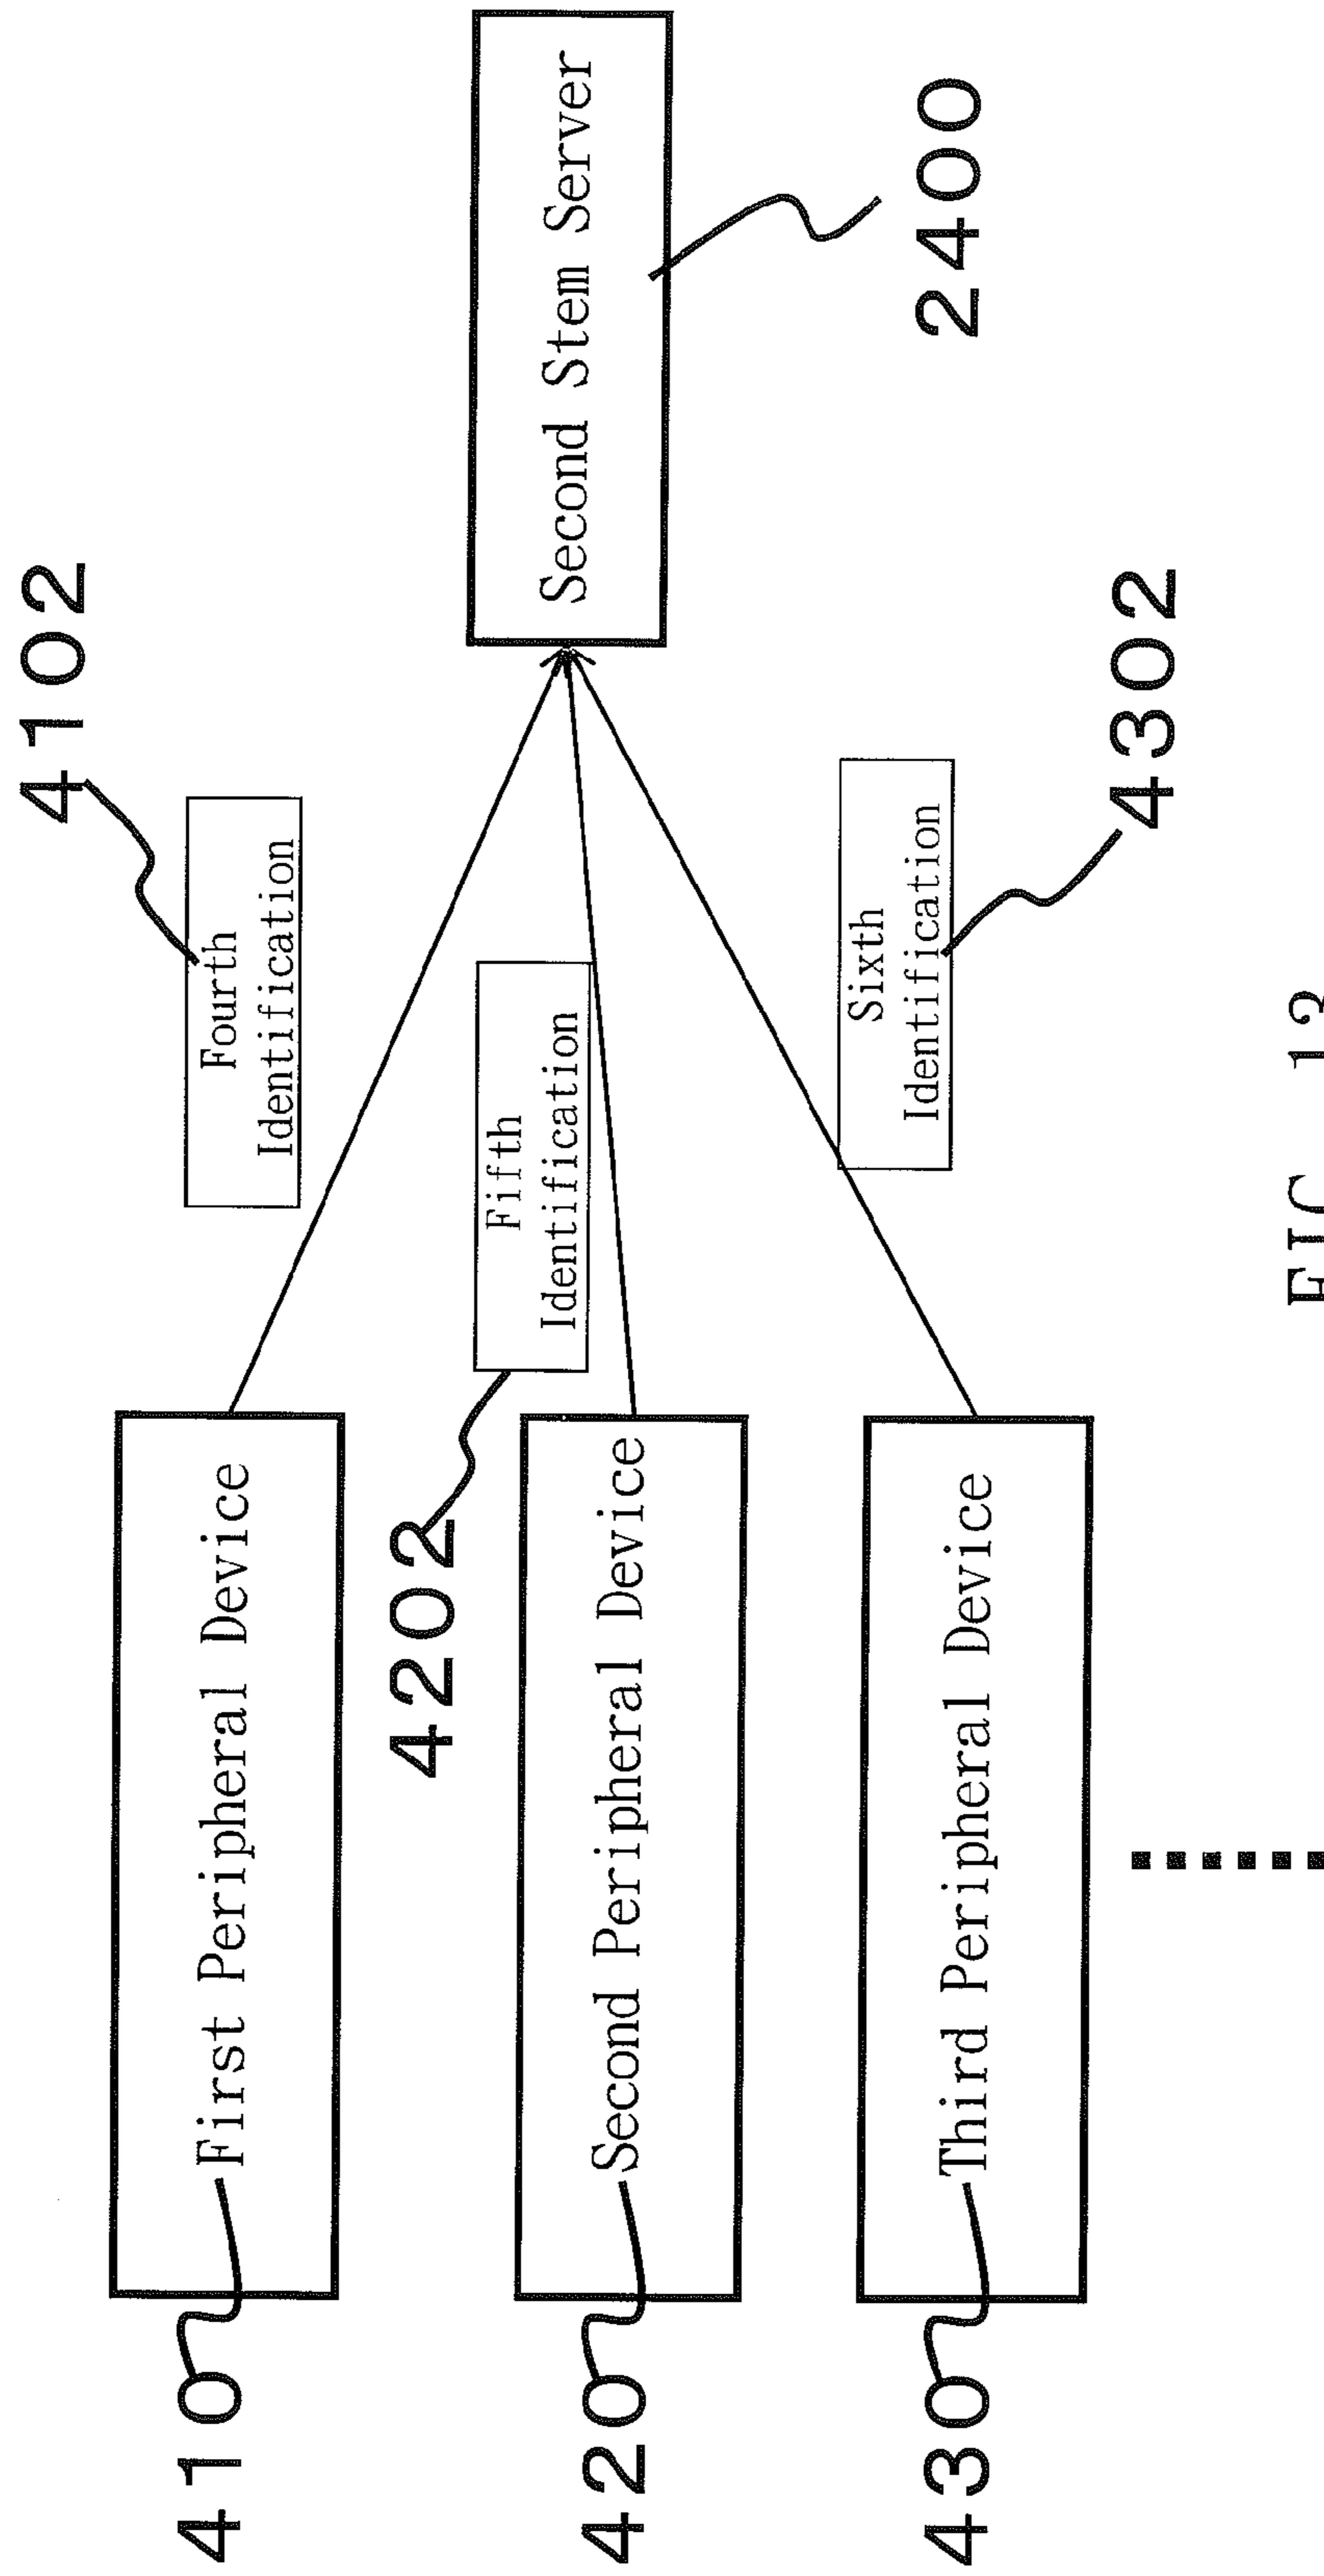 4102
410
First Peripheral Device
Fourth
Identification
4202
Fifth
Identification
Second Stem Server
420
Second Peripheral Device
Sixth
Identification
2400
430
Third Peripheral Device
4302
FIG